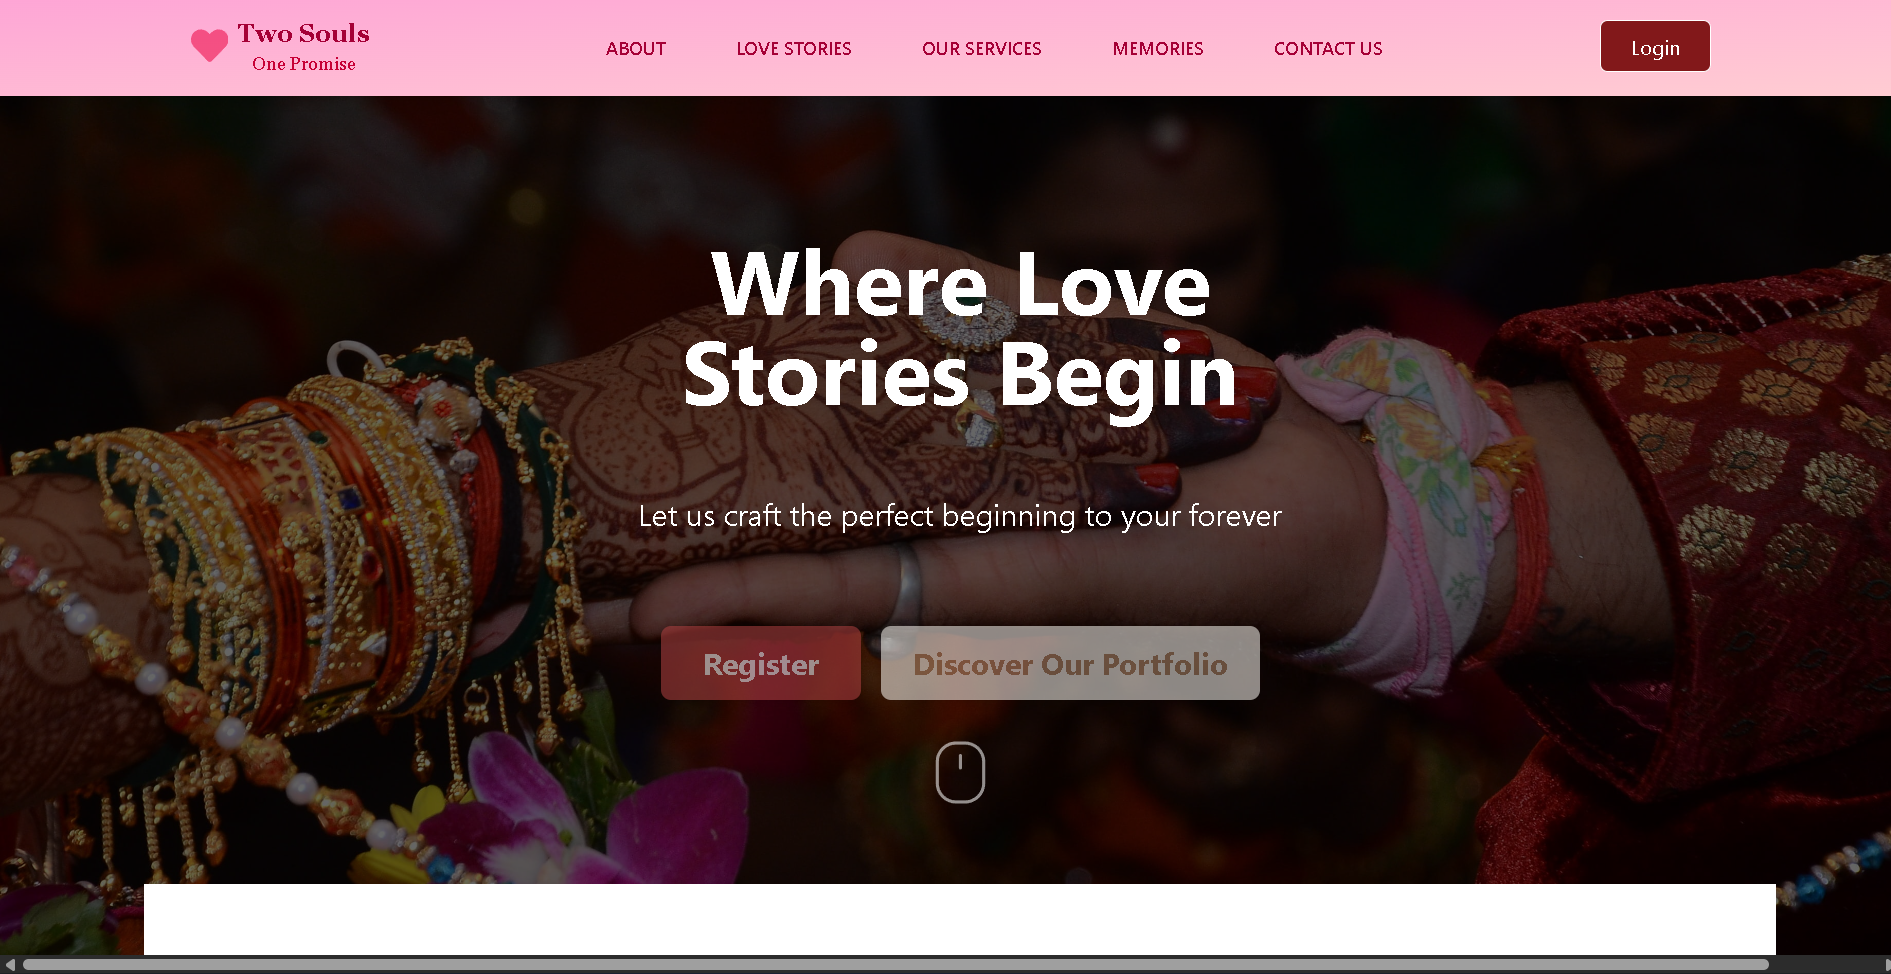 Two Souls
One Promise
ABOUT
LOVE STORIES
OUR SERVICES
MEMORIES
CONTACT US
Login
Where Love
Stories Begin
Let us craft the perfect beginning to your forever
Register
Discover Our Portfolio